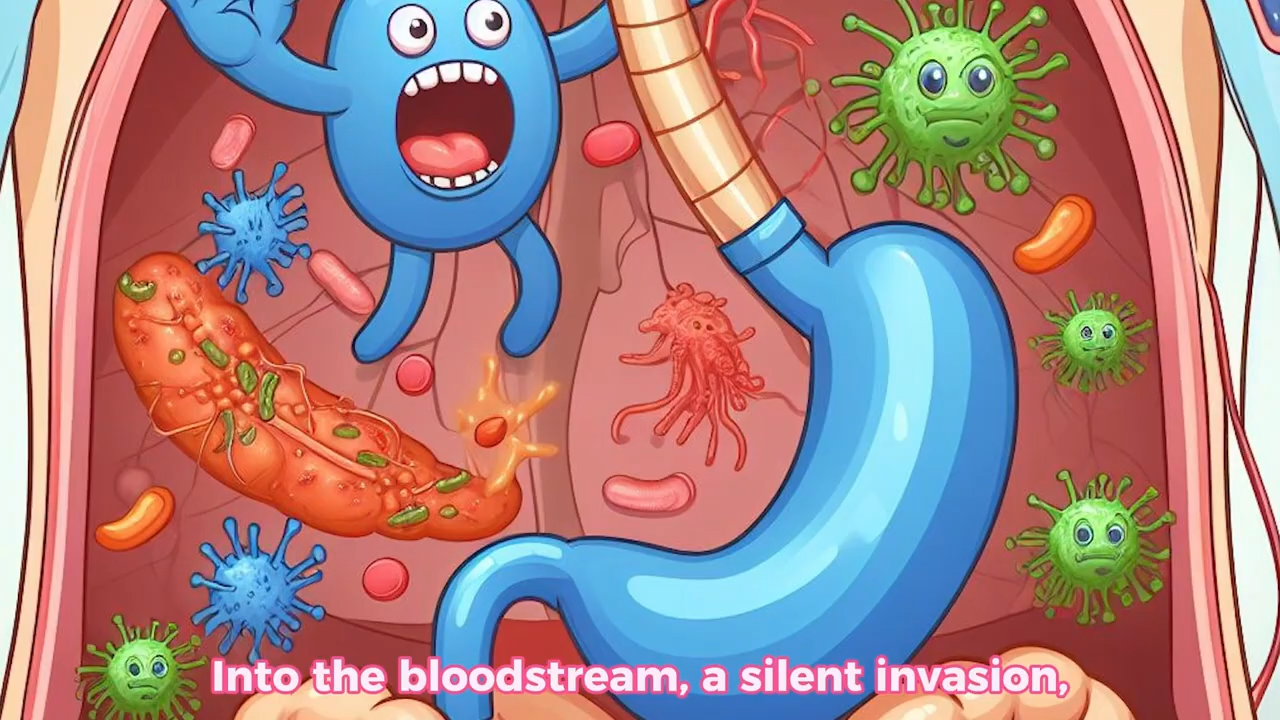 Into the bloodstream, a silent invasion,